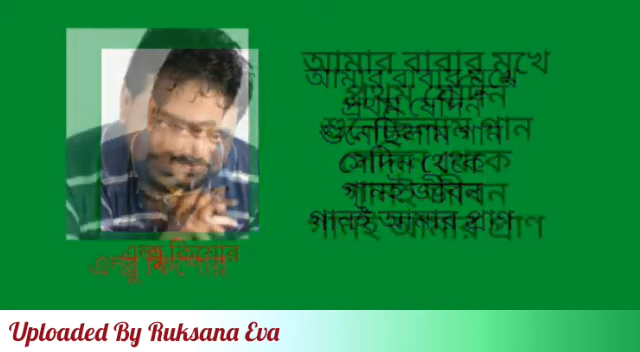 আমার বাবার মুখে
প্রথম যেদিন
শুনেছিলাম গান
সেদিন থেকে
গানই জীবন
গানই আমার প্রাণ
এন্ড্রু কিশোর
Uploaded By Ruksana Eva